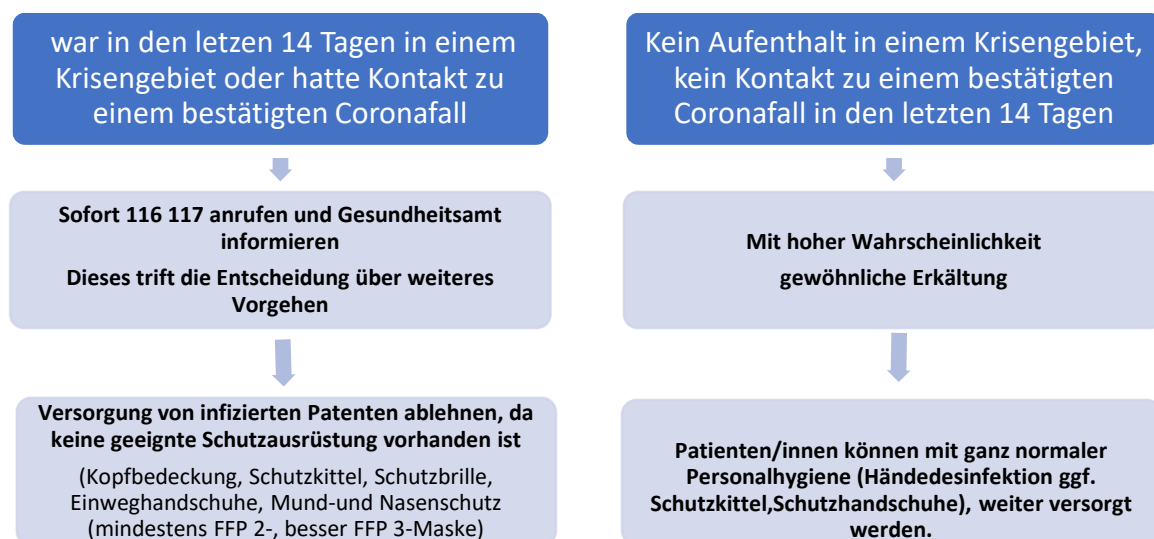 war in den letzen 14 Tagen in einem
Krisengebiet oder hatte Kontakt zu
einem bestätigten Coronafall
Sofort 116 117 anrufen und Gesundheitsamt
informieren
Dieses trift die Entscheidung über weiteres
Vorgehen
Versorgung von infizierten Patenten ablehnen, da
keine geeignte Schutzausrüstung vorhanden ist
(Kopfbedeckung, Schutzkittel, Schutzbrille,
Einweghandschuhe, Mund-und Nasenschutz
(mindestens FFP 2-, besser FFP 3-Maske)
Kein Aufenthalt in einem Krisengebiet,
kein Kontakt zu einem bestätigten
Coronafall in den letzten 14 Tagen
Mit hoher Wahrscheinlichkeit
gewöhnliche Erkältung
Patienten/innen können mit ganz normaler
Personalhygiene (Händedesinfektion ggf.
Schutzkittel,Schutzhandschuhe), weiter versorgt
werden.